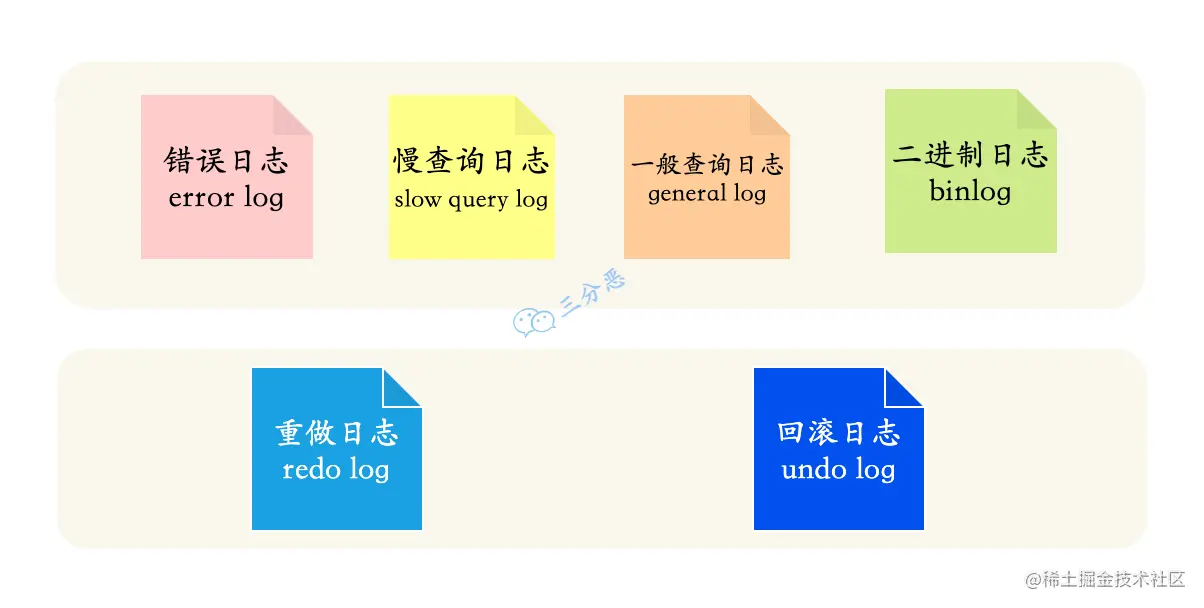 错误日志
error log
慢查询日志
slow query log
一般查询日志
general log
二进制日志
binlog
三分恶
重做日志
redo log
回滚日志
undo log
@稀土掘金技术社区